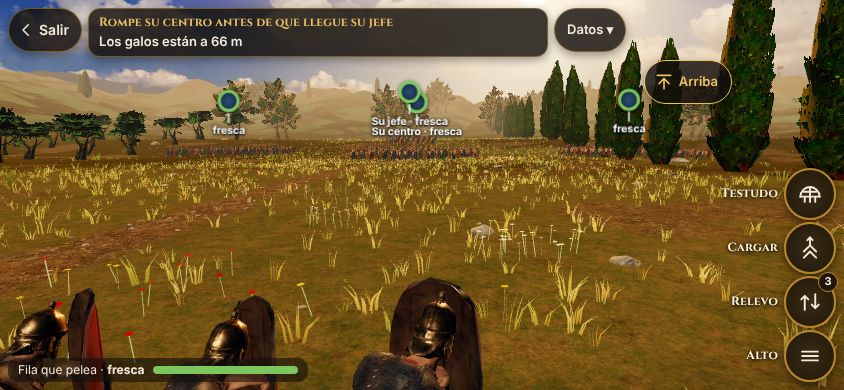 Salir
ROMPE SU CENTRO ANTES DE QUE LLEGUE SU JEFE
Los galos están a 66 m
Datos ▾
Arriba
fresca
Su jefe · fresca
Su centro · fresca
fresca
TESTUDO
CARGAR
3
RELEVO
ALTO
Fila que pelea · fresca